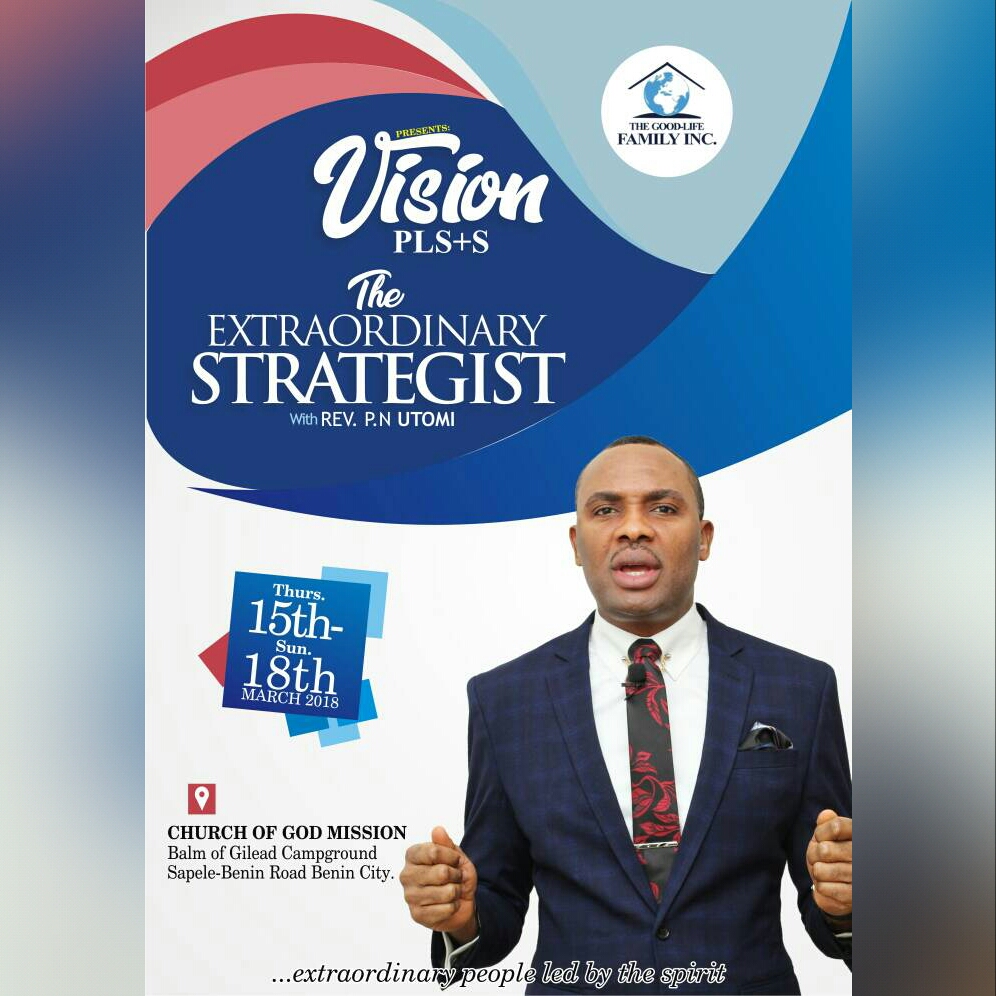 THE GOOD-LIFE
FAMILY INC.
PRESENTS:
Vision
PLS+S
The
EXTRAORDINARY
STRATEGIST
With REV. P.N UTOMI
Thurs.
15th-
Sun.
18th
MARCH 2018
CHURCH OF GOD MISSION
Balm of Gilead Campground
Sapele-Benin Road Benin City.
...extraordinary people led by the spirit